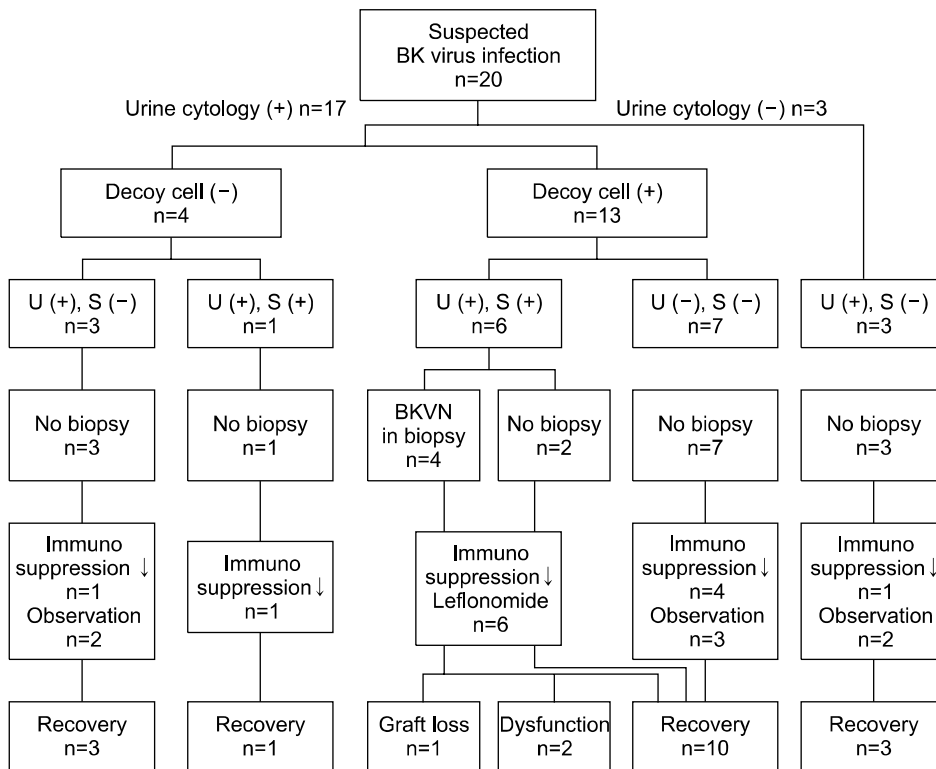 Suspected
BK virus infection
n=20
Urine cytology (+) n=17
Urine cytology (−) n=3
Decoy cell (−)
n=4
Decoy cell (+)
n=13
U (+), S (−)
n=3
U (+), S (+)
n=1
U (+), S (+)
n=6
U (−), S (−)
n=7
U (+), S (−)
n=3
No biopsy
n=3
No biopsy
n=1
BKVN
in biopsy
n=4
No biopsy
n=2
No biopsy
n=7
No biopsy
n=3
Immuno
suppression ↓
n=1
Observation
n=2
Immuno
suppression ↓
n=1
Immuno
suppression ↓
Leflonomide
n=6
Immuno
suppression ↓
n=4
Observation
n=3
Immuno
suppression ↓
n=1
Observation
n=2
Recovery
n=3
Recovery
n=1
Graft loss
n=1
Dysfunction
n=2
Recovery
n=10
Recovery
n=3